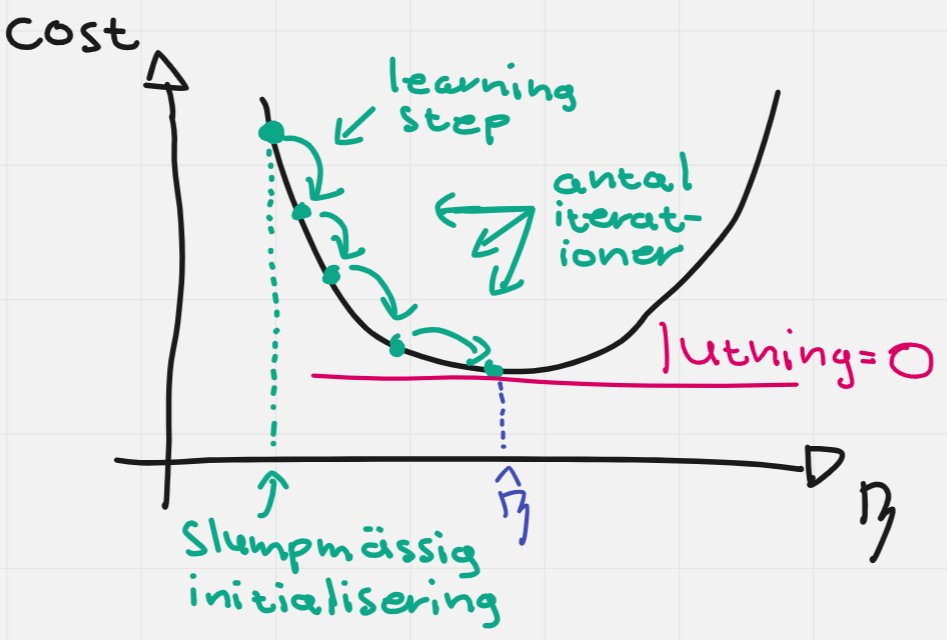 Cost
learning
step
antal
iterat-
ioner
lutning=0
η̂
η
Slumpmässig
initialisering